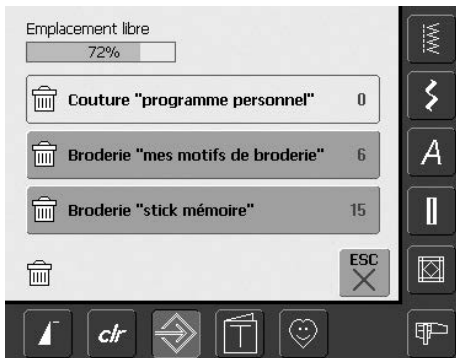 Emplacement libre
72%
Couture "programme personnel" 0
Broderie "mes motifs de broderie" 6
Broderie "stick mémoire" 15
ESC
A
clr
T